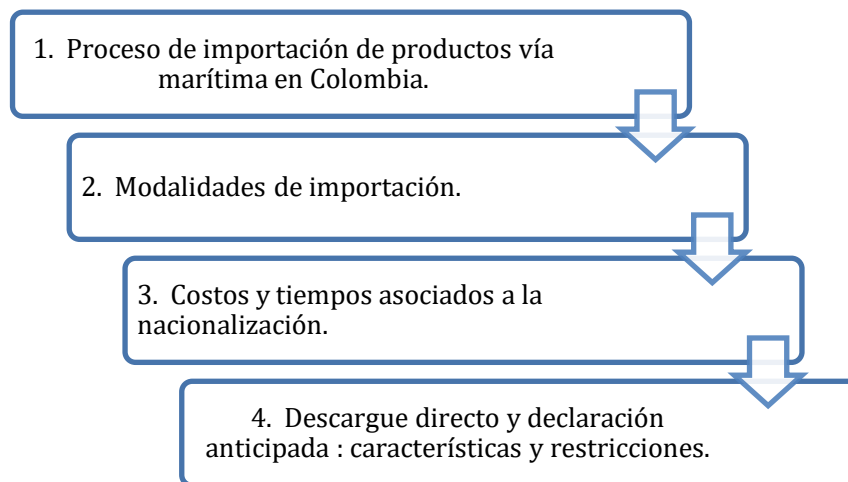 1. Proceso de importación de productos vía
marítima en Colombia.
2. Modalidades de importación.
3. Costos y tiempos asociados a la
nacionalización.
4. Descargue directo y declaración
anticipada : características y restricciones.